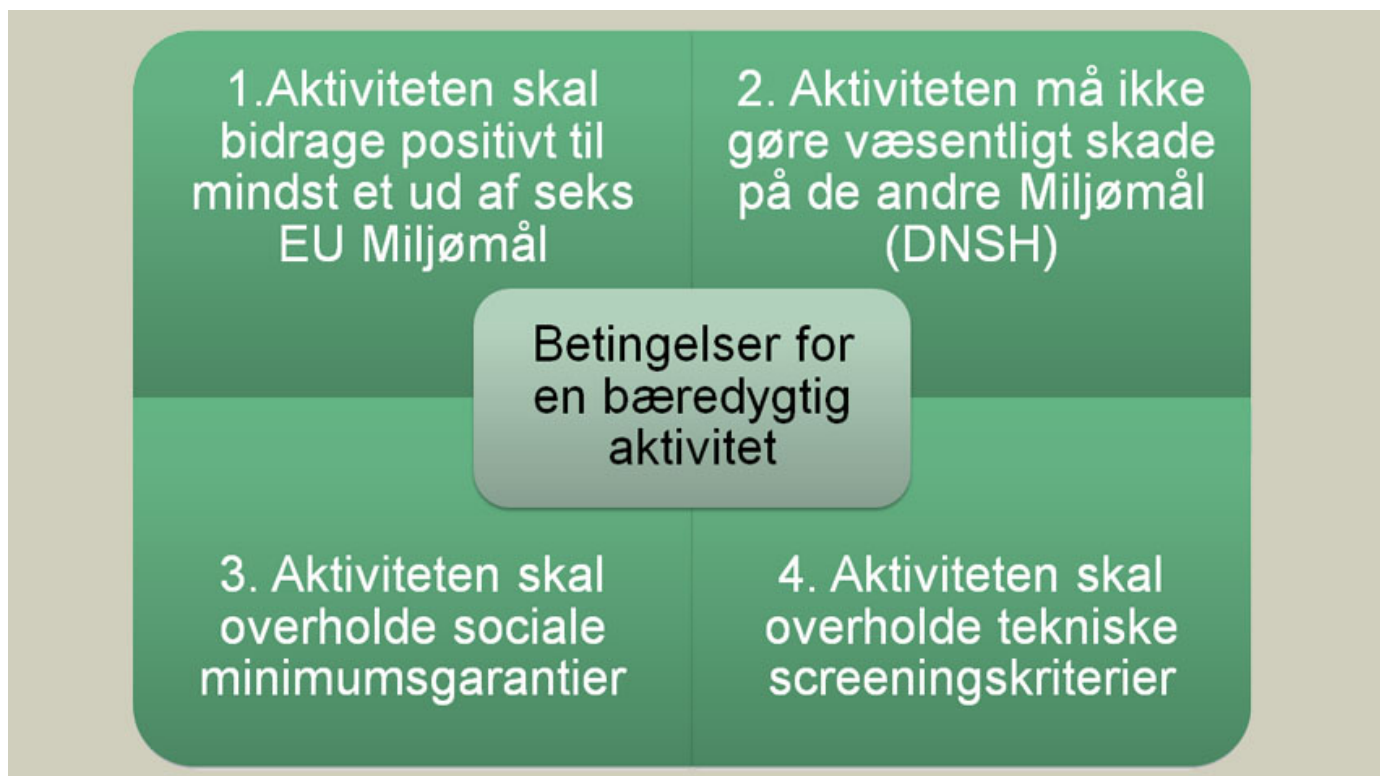 1.Aktiviteten skal
bidrage positivt til
mindst et ud af seks
EU Miljømål
2. Aktiviteten må ikke
gøre væsentligt skade
på de andre Miljømål
(DNSH)
Betingelser for
en bæredygtig
aktivitet
3. Aktiviteten skal
overholde sociale
minimumsgarantier
4. Aktiviteten skal
overholde tekniske
screeningskriterier